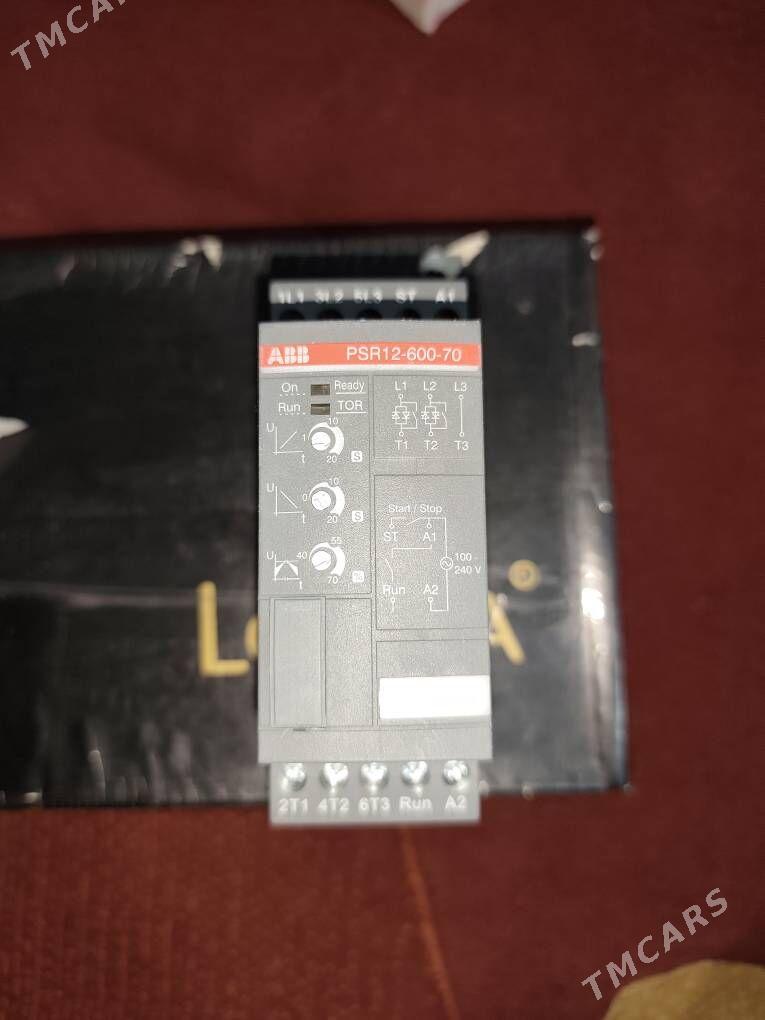 TMCARS
1L1 3L2 5L3 ST A1
ABB PSR12-600-70
On Ready
Run TOR
U 1 10 20 t S
U 0 10 20 t S
U 40 55 70 t %
L1 L2 L3
T1 T2 T3
Start / Stop
ST A1
100 -
240 V
Run A2
®
2T1 4T2 6T3 Run A2
TMCARS